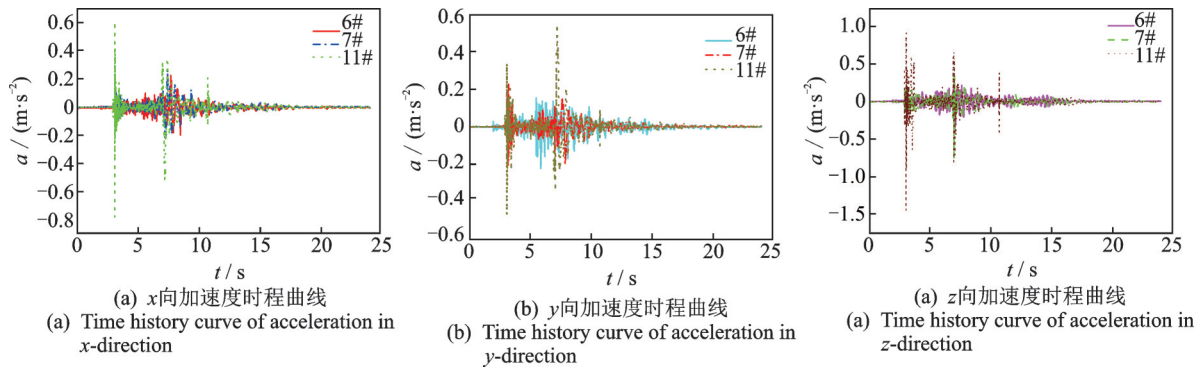 0.6
0.4
0.2
0
−0.2
−0.4
−0.6
−0.8
a / (m·s⁻²)
6#
7#
11#
0 5 10 15 20 25
t / s
(a) x向加速度时程曲线
(a) Time history curve of acceleration in
x-direction
0.6
0.4
0.2
0
−0.2
−0.4
−0.6
a / (m·s⁻²)
6#
7#
11#
0 5 10 15 20 25
t / s
(b) y向加速度时程曲线
(b) Time history curve of acceleration in
y-direction
1.0
0.5
0
−0.5
−1.0
−1.5
a / (m·s⁻²)
6#
7#
11#
0 5 10 15 20 25
t / s
(a) z向加速度时程曲线
(a) Time history curve of acceleration in
z-direction